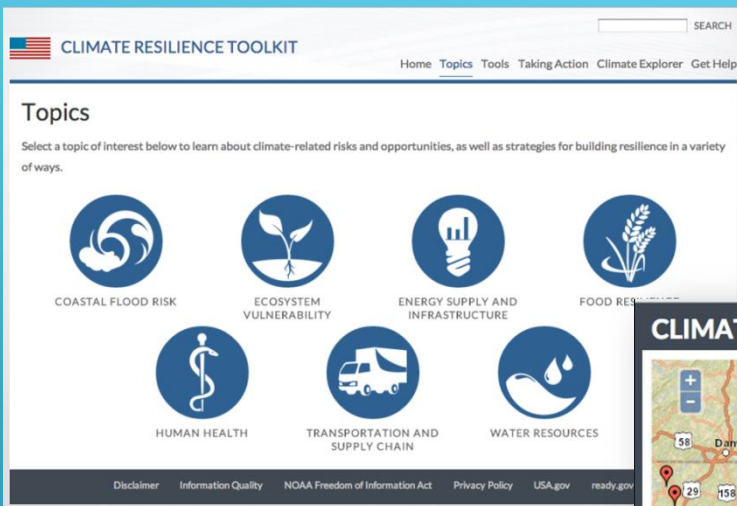 SEARCH
CLIMATE RESILIENCE TOOLKIT
Home Topics Tools Taking Action Climate Explorer Get Help
Topics
Select a topic of interest below to learn about climate-related risks and opportunities, as well as strategies for building resilience in a variety
of ways.
COASTAL FLOOD RISK
ECOSYSTEM
VULNERABILITY
ENERGY SUPPLY AND
INFRASTRUCTURE
FOOD
HUMAN HEALTH
TRANSPORTATION AND
SUPPLY CHAIN
WATER RESOURCES
Disclaimer Information Quality NOAA Freedom of Information Act Privacy Policy USA.gov ready.gov
CLIMAT
+
-
58
Dan
29
158